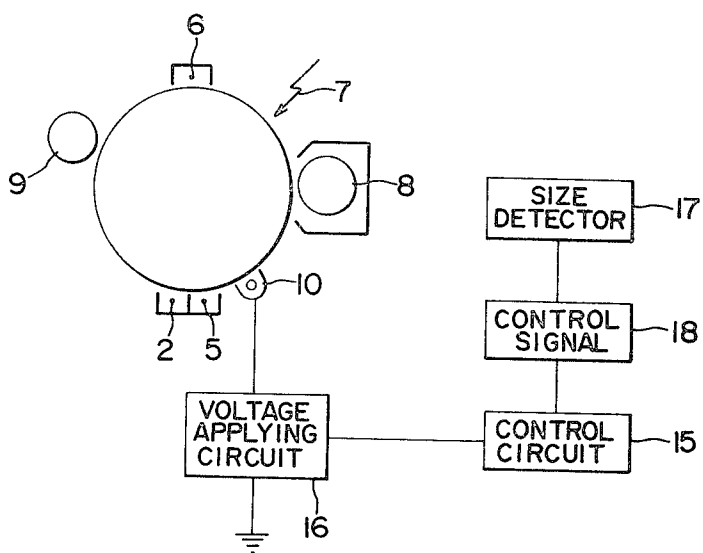 6
7
9
8
SIZE
DETECTOR
17
10
2
5
CONTROL
SIGNAL
18
VOLTAGE
APPLYING
CIRCUIT
CONTROL
CIRCUIT
15
16